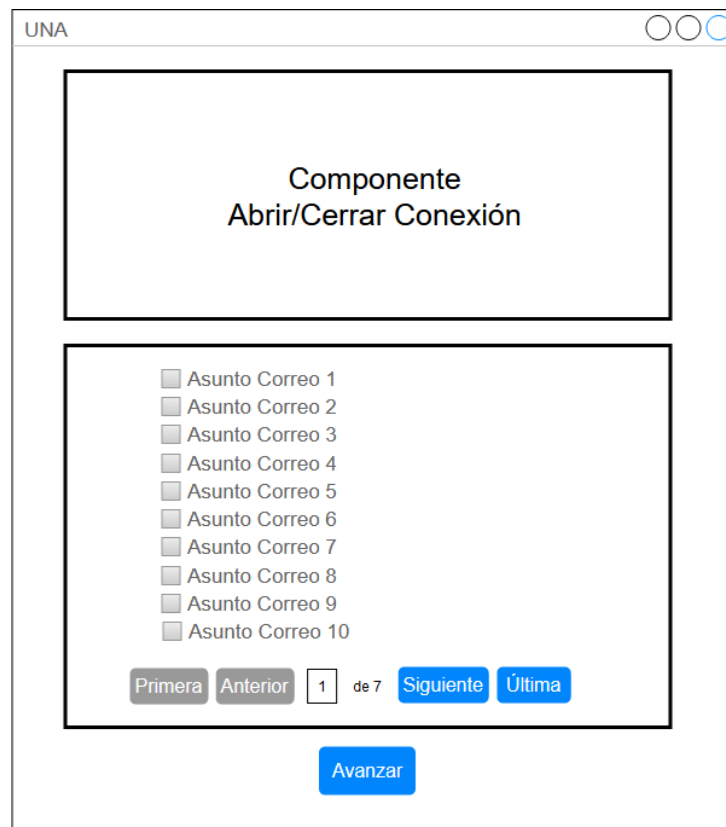 UNA
Componente
Abrir/Cerrar Conexión
Asunto Correo 1
Asunto Correo 2
Asunto Correo 3
Asunto Correo 4
Asunto Correo 5
Asunto Correo 6
Asunto Correo 7
Asunto Correo 8
Asunto Correo 9
Asunto Correo 10
Primera Anterior 1 de 7 Siguiente Última
Avanzar